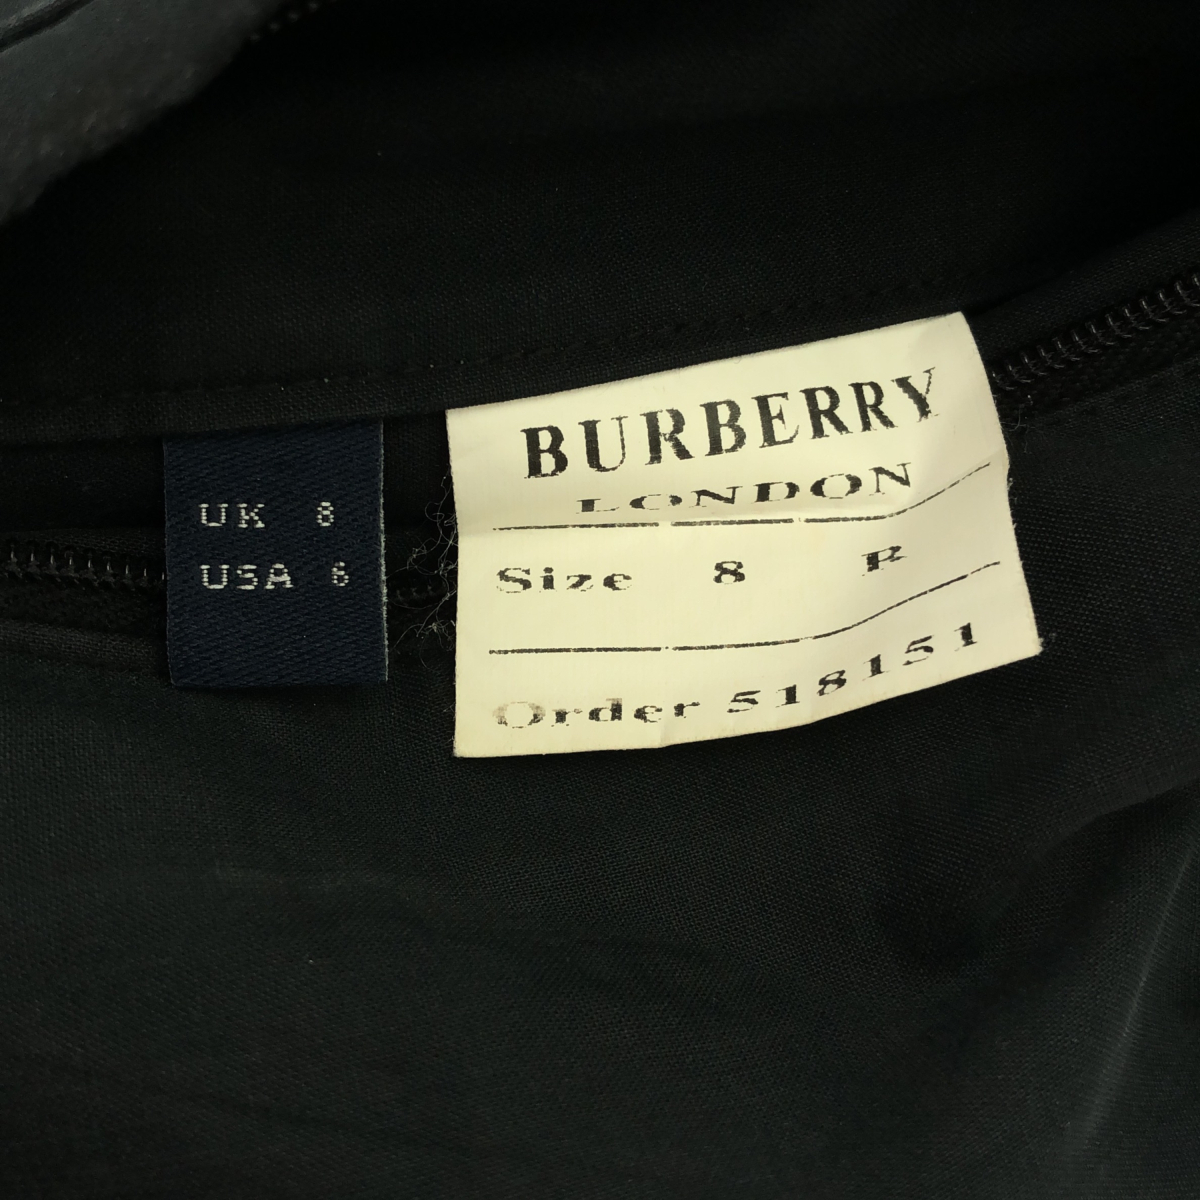 UK 8
USA 6
BURBERRY
LONDON
Size 8 R
Order 518151